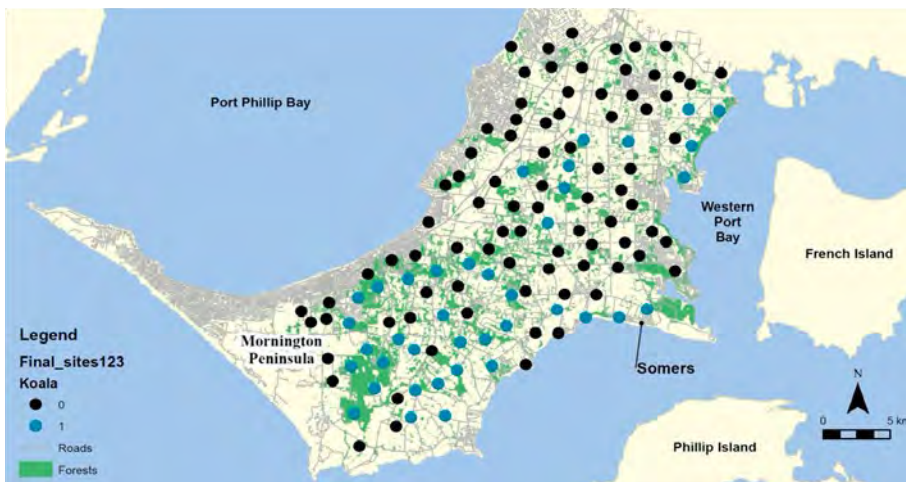 Port Phillip Bay
Western
Port
Bay
French Island
Legend
Final_sites123
Koala
0
1
Roads
Forests
Mornington
Peninsula
Somers
N
0 5 km
Phillip Island